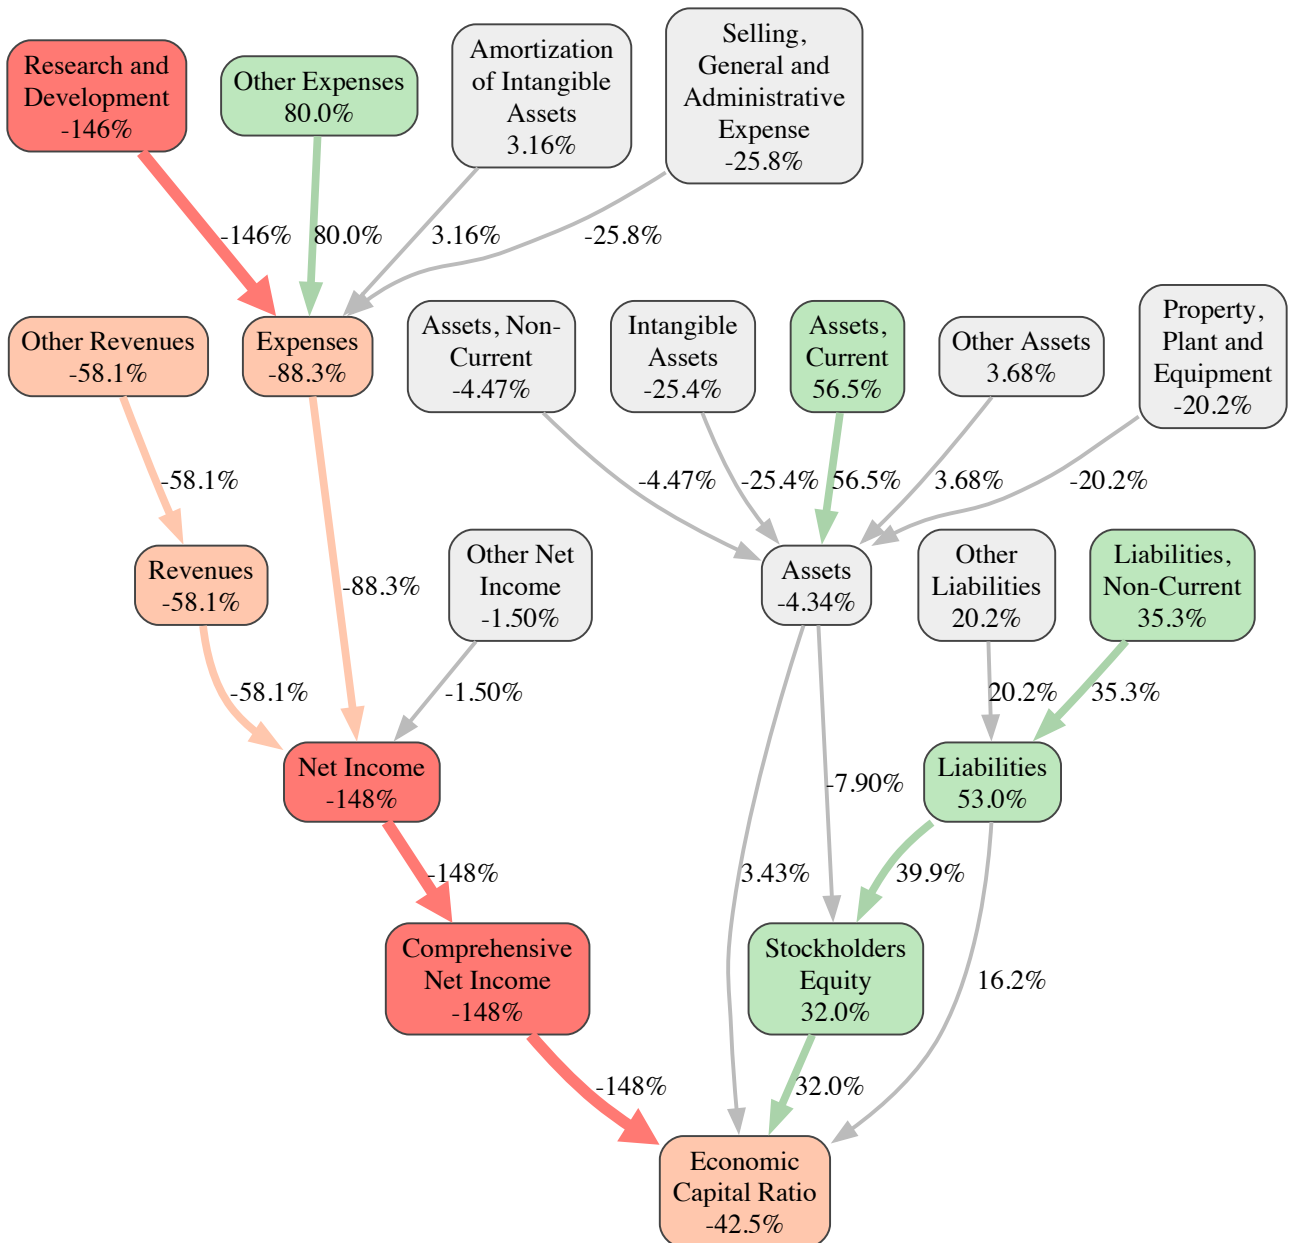 Research and
Development
-146%
Other Expenses
80.0%
Amortization
of Intangible
Assets
3.16%
Selling,
General and
Administrative
Expense
-25.8%
-146%
80.0%
3.16%
-25.8%
Other Revenues
-58.1%
Expenses
-88.3%
Assets, Non-
Current
-4.47%
Intangible
Assets
-25.4%
Assets,
Current
56.5%
Other Assets
3.68%
Property,
Plant and
Equipment
-20.2%
-58.1%
-4.47%
-25.4%
56.5%
3.68%
-20.2%
Revenues
-58.1%
-88.3%
Other Net
Income
-1.50%
Assets
-4.34%
Other
Liabilities
20.2%
Liabilities,
Non-Current
35.3%
-58.1%
-1.50%
20.2%
35.3%
Net Income
-148%
-7.90%
Liabilities
53.0%
-148%
3.43%
39.9%
Comprehensive
Net Income
-148%
Stockholders
Equity
32.0%
16.2%
-148%
32.0%
Economic
Capital Ratio
-42.5%